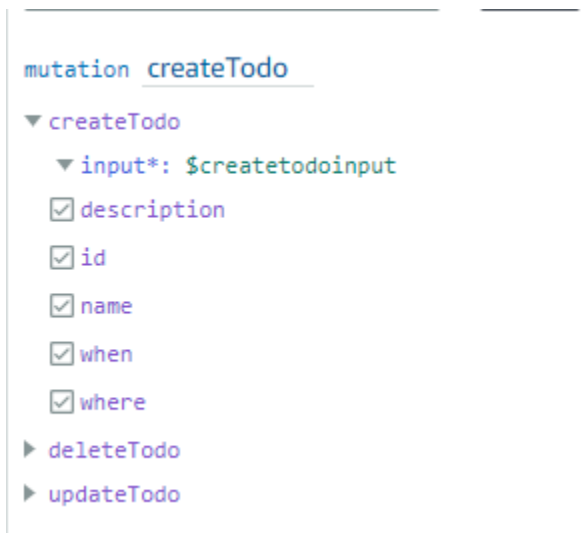 mutation createTodo
createTodo
input*: $createtodoinput
description
id
name
when
where
deleteTodo
updateTodo